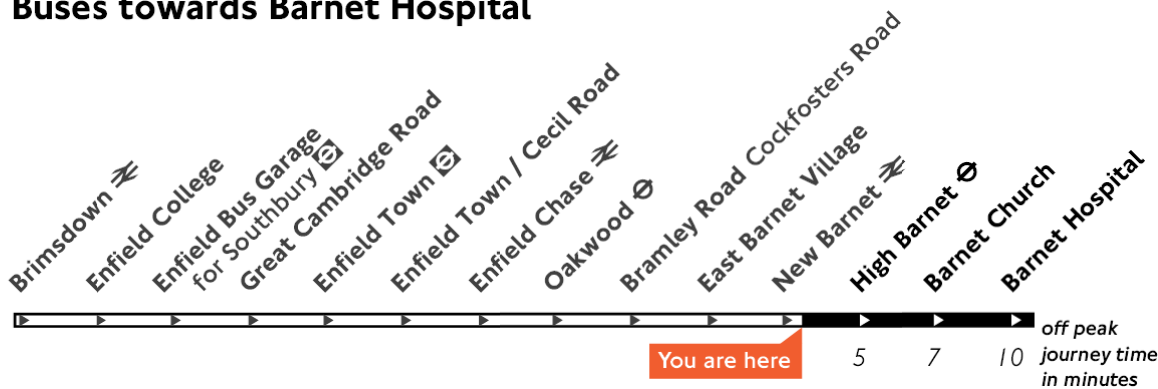 Buses towards Barnet Hospital
Brimsdown
Enfield College
Enfield Bus Garage
for Southbury
Great Cambridge Road
Enfield Town
Enfield Town / Cecil Road
Enfield Chase
Oakwood
Bramley Road Cockfosters Road
East Barnet Village
New Barnet
High Barnet
Barnet Church
Barnet Hospital
You are here
5 7 10
off peak
journey time
in minutes